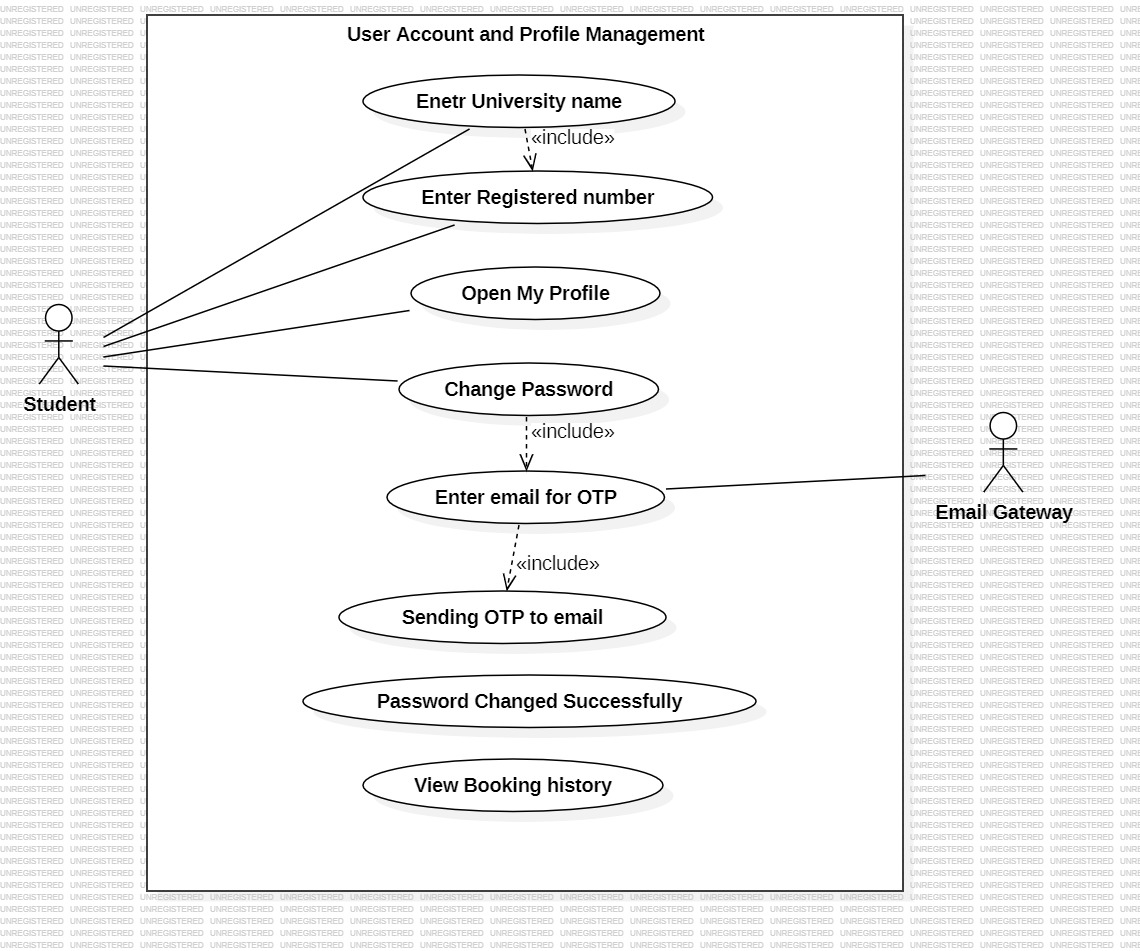 User Account and Profile Management
Enetr University name
«include»
Enter Registered number
Open My Profile
Student
Change Password
«include»
Enter email for OTP
Email Gateway
«include»
Sending OTP to email
Password Changed Successfully
View Booking history
UNREGISTERED